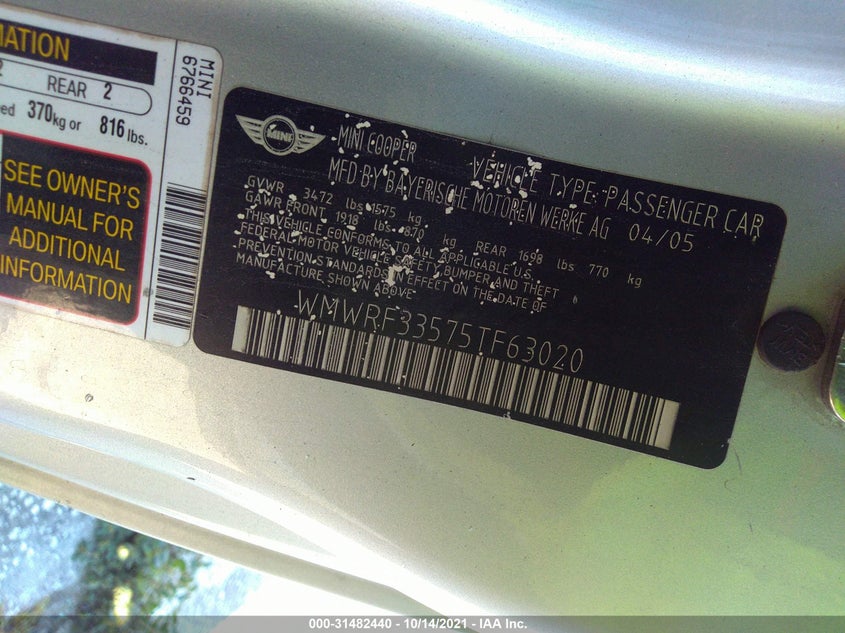 MATION
2 REAR 2
ed 370kg or 816 lbs.
SEE OWNER'S
MANUAL FOR
ADDITIONAL
INFORMATION
MINI
6766459
MINI
MINI COOPER VEHICLE TYPE: PASSENGER CAR
MFD BY BAYERISCHE MOTOREN WERKE AG 04/05
GVWR 3472 lbs 1575 kg
GAWR FRONT 1918 lbs 870 kg REAR 1698 lbs 770 kg
THIS VEHICLE CONFORMS TO ALL APPLICABLE U.S.
FEDERAL MOTOR VEHICLE SAFETY, BUMPER AND THEFT 6
PREVENTION STANDARDS IN EFFECT ON THE DATE OF
MANUFACTURE SHOWN ABOVE
WMWRF33575TF63020
000-31482440 - 10/14/2021 - IAA Inc.